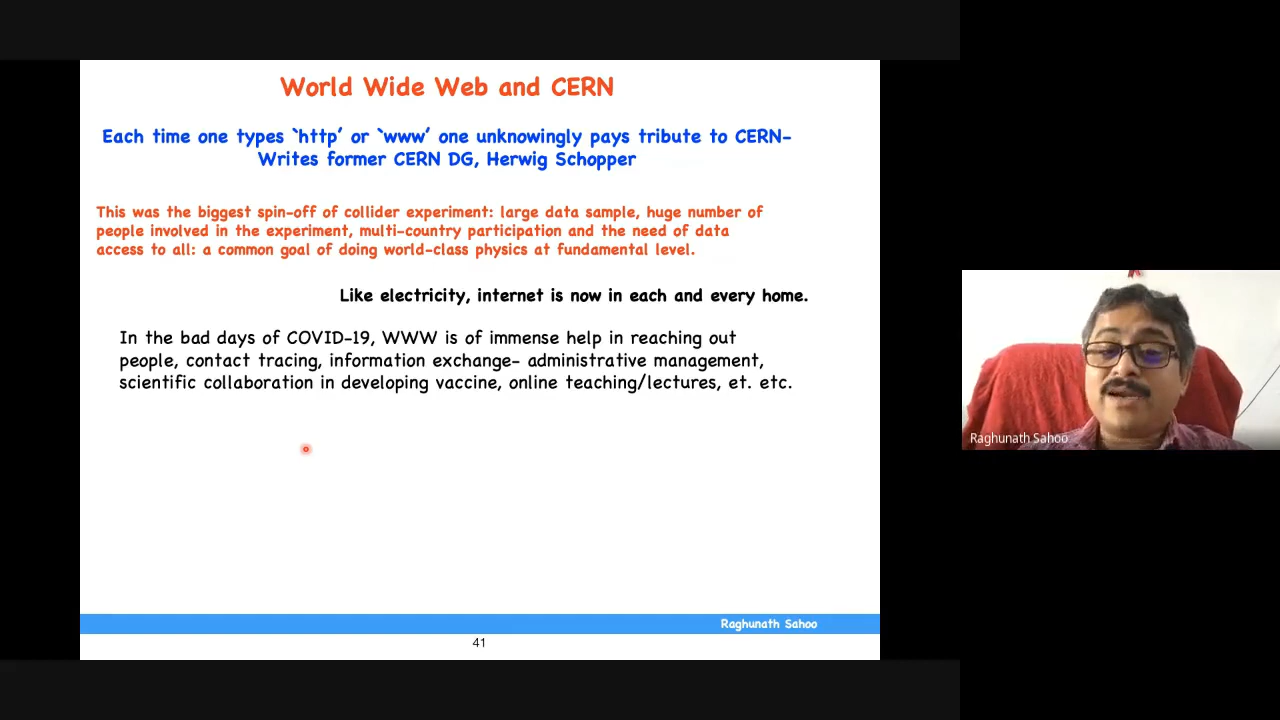 World Wide Web and CERN
Each time one types `http' or `www' one unknowingly pays tribute to CERN-
Writes former CERN DG, Herwig Schopper
This was the biggest spin-off of collider experiment: large data sample, huge number of
people involved in the experiment, multi-country participation and the need of data
access to all: a common goal of doing world-class physics at fundamental level.
Like electricity, internet is now in each and every home.
In the bad days of COVID-19, WWW is of immense help in reaching out
people, contact tracing, information exchange- administrative management,
scientific collaboration in developing vaccine, online teaching/lectures, et. etc.
Raghunath Sahoo
41
Raghunath Sahoo